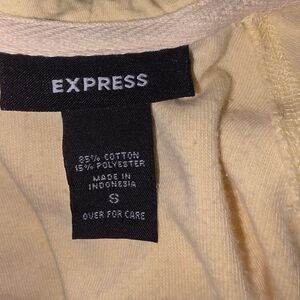 EXPRESS
85% COTTON
15% POLYESTER
MADE IN
INDONESIA
S
OVER FOR CARE